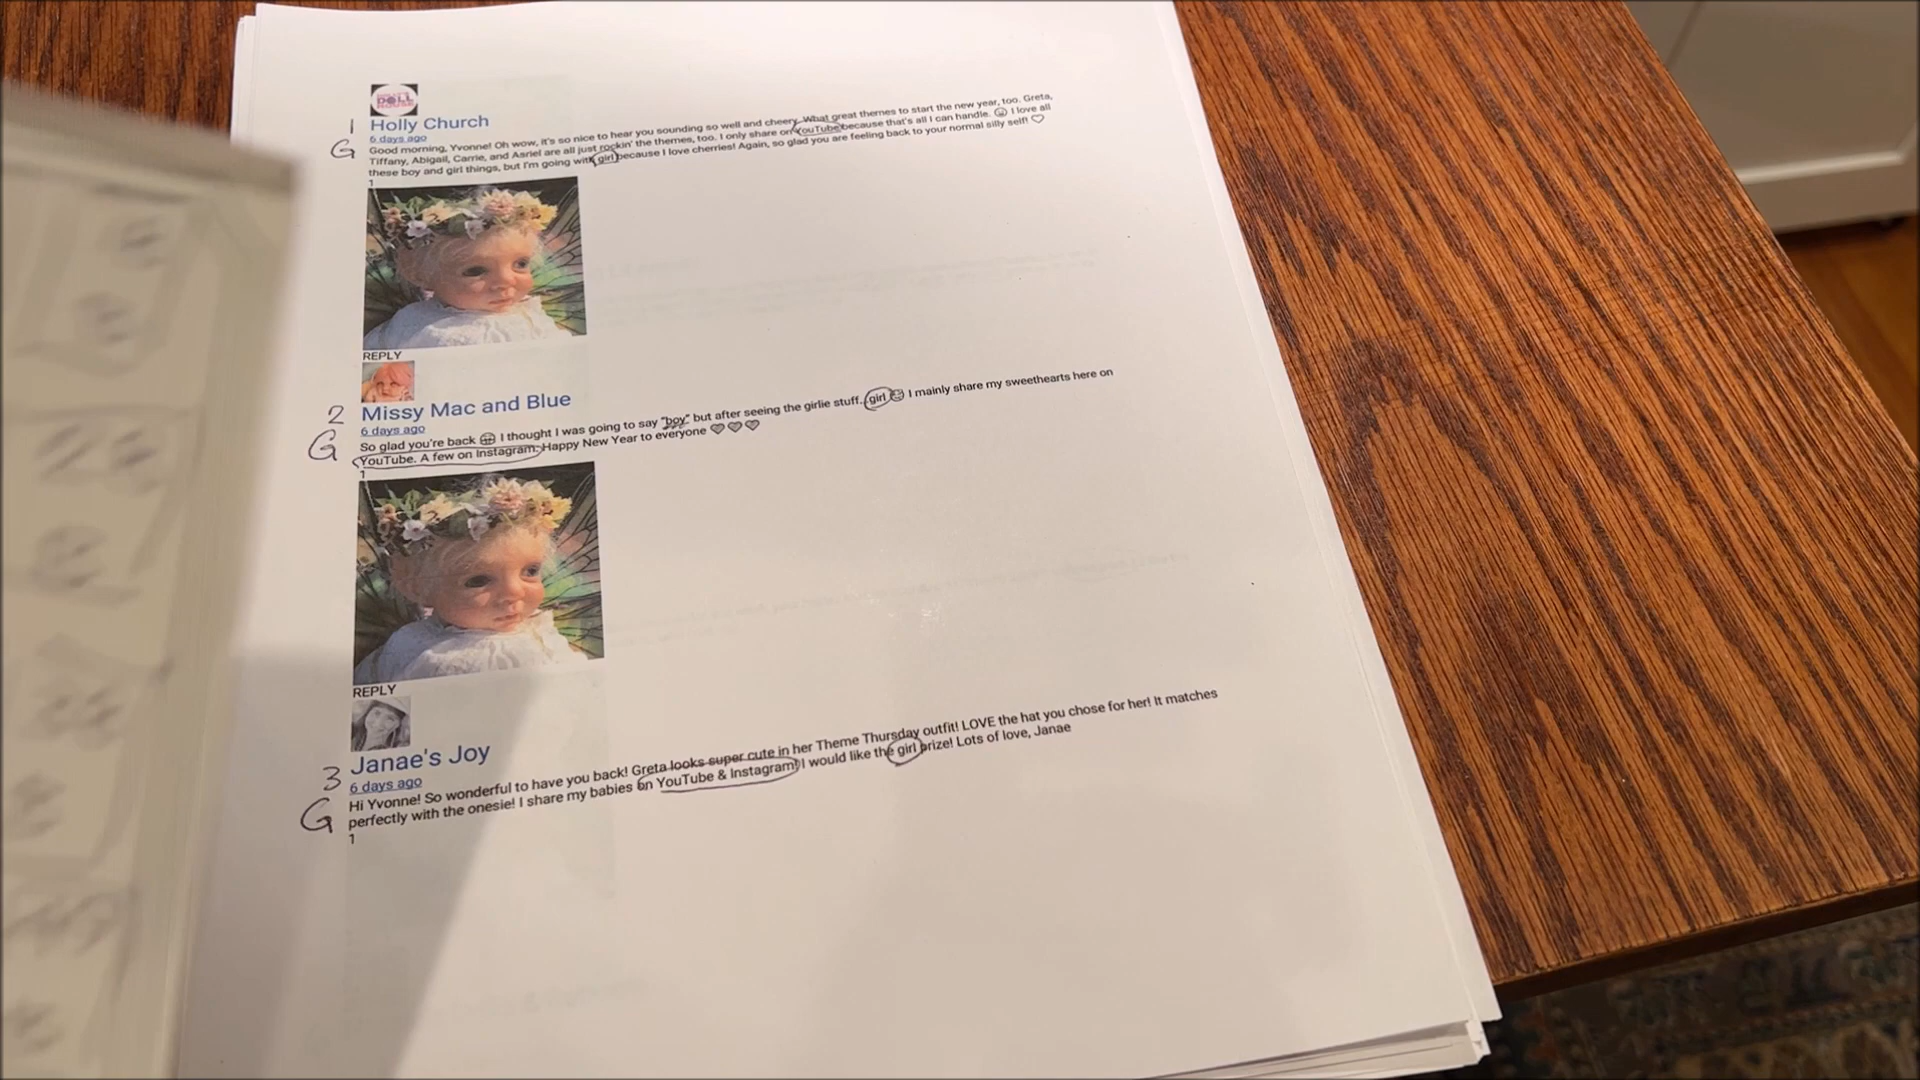 DOLL
HOUSE
1 Holly Church
6 days ago
G Good morning, Yvonne! Oh wow, it's so nice to hear you sounding so well and cheery. What great themes to start the new year, too. Greta,
Tiffany, Abigail, Carrie, and Asriel are all just rockin' the themes, too. I only share on YouTube because that's all I can handle. 😊 I love all
these boy and girl things, but I'm going with girl because I love cherries! Again, so glad you are feeling back to your normal silly self! ♡
1
REPLY
2 Missy Mac and Blue
6 days ago
G So glad you're back 😁 I thought I was going to say "boy" but after seeing the girlie stuff.. girl 😊 I mainly share my sweethearts here on
YouTube. A few on Instagram. Happy New Year to everyone 💗💗💗
1
REPLY
3 Janae's Joy
6 days ago
G Hi Yvonne! So wonderful to have you back! Greta looks super cute in her Theme Thursday outfit! LOVE the hat you chose for her! It matches
perfectly with the onesie! I share my babies on YouTube & Instagram! I would like the girl prize! Lots of love, Janae
1